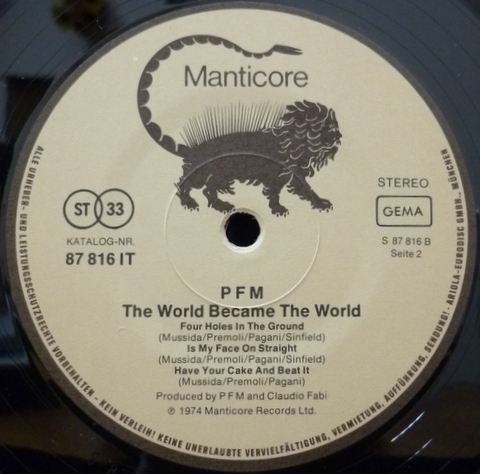 Manticore
ST 33
KATALOG-NR.
87 816 IT
STEREO
GEMA
S 87 816 B
Seite 2
PFM
The World Became The World
Four Holes In The Ground
(Mussida/Premoli/Pagani/Sinfield)
Is My Face On Straight
(Mussida/Premoli/Pagani/Sinfield)
Have Your Cake And Beat It
(Mussida/Premoli/Pagani)
Produced by PFM and Claudio Fabi
℗ 1974 Manticore Records Ltd.
ALLE URHEBER- UND LEISTUNGSSCHUTZRECHTE VORBEHALTEN - KEIN VERLEIH! KEINE UNERLAUBTE VERVIELFÄLTIGUNG, VERMIETUNG, AUFFÜHRUNG, SENDUNG! · ARIOLA-EURODISC GMBH., MÜNCHEN